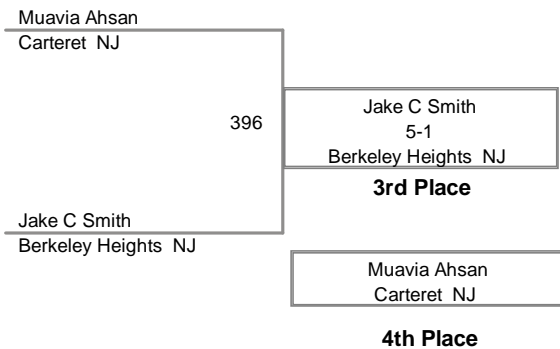 Muavia Ahsan
Carteret  NJ
396
Jake C Smith
5-1
Berkeley Heights  NJ
3rd Place
Jake C Smith
Berkeley Heights  NJ
Muavia Ahsan
Carteret  NJ
4th Place